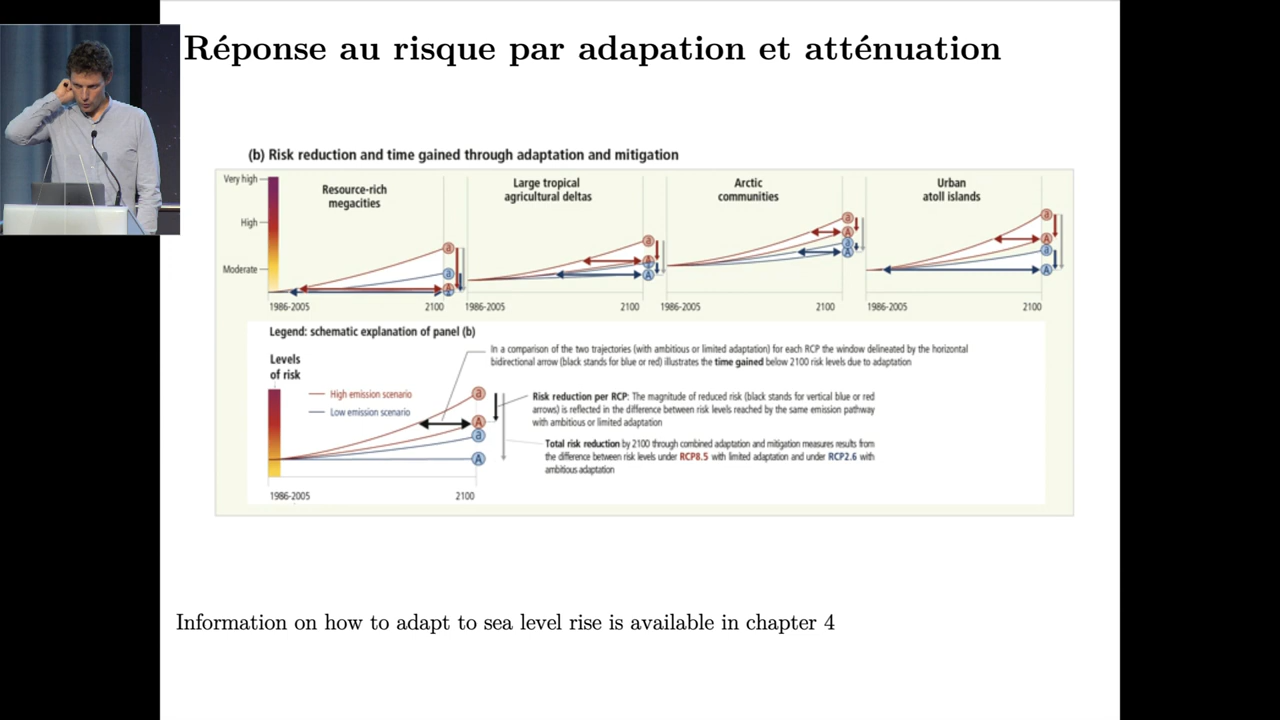 Réponse au risque par adapation et atténuation
(b) Risk reduction and time gained through adaptation and mitigation
Very high
High
Moderate
Resource-rich
megacities
Large tropical
agricultural deltas
Arctic
communities
Urban
atoll islands
a
a
A
a
A
A
a
A
a
A
a
A
a
A
1986-2005 2100 1986-2005 2100 1986-2005 2100 1986-2005 2100
Legend: schematic explanation of panel (b)
Levels
of risk
High emission scenario
Low emission scenario
a
A
a
A
1986-2005 2100
In a comparison of the two trajectories (with ambitious or limited adaptation) for each RCP the window delineated by the horizontal
bidirectional arrow (black stands for blue or red) illustrates the time gained below 2100 risk levels due to adaptation
Risk reduction per RCP: The magnitude of reduced risk (black stands for vertical blue or red
arrows) is reflected in the difference between risk levels reached by the same emission pathway
with ambitious or limited adaptation
Total risk reduction by 2100 through combined adaptation and mitigation measures results from
the difference between risk levels under RCP8.5 with limited adaptation and under RCP2.6 with
ambitious adaptation
Information on how to adapt to sea level rise is available in chapter 4